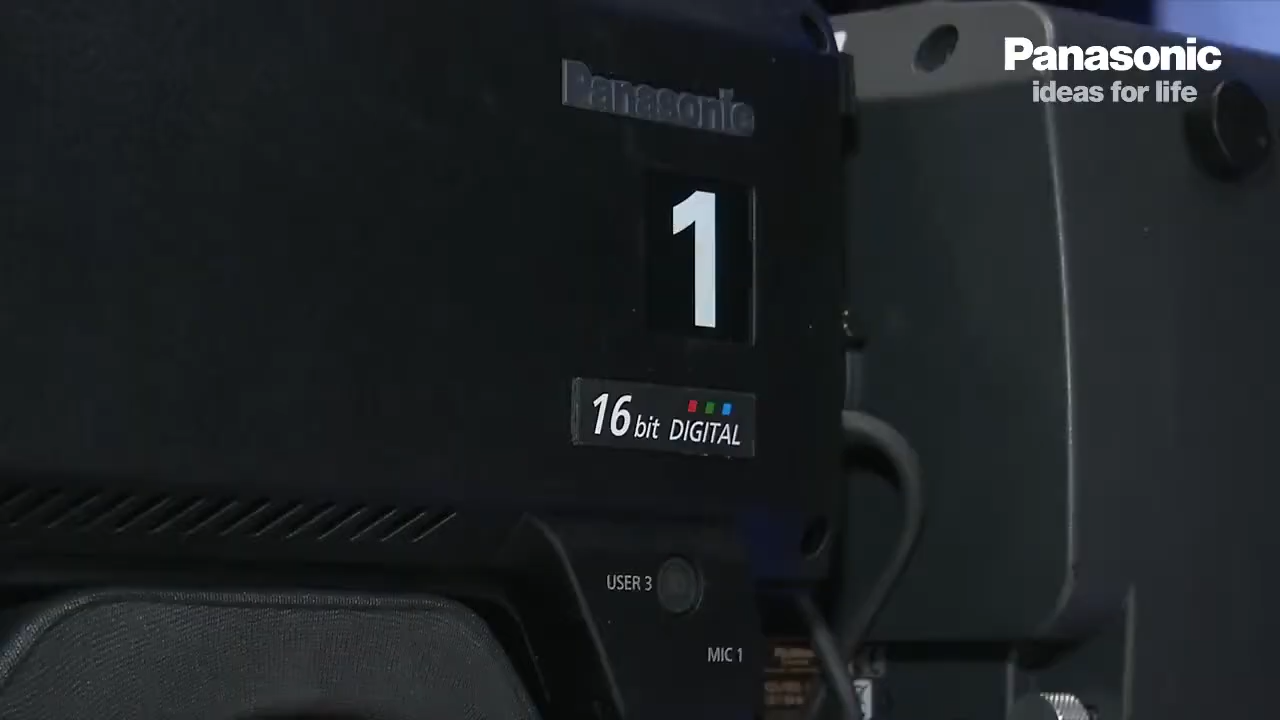 Panasonic
ideas for life
Panasonic
1
16 bit DIGITAL
USER 3
MIC 1